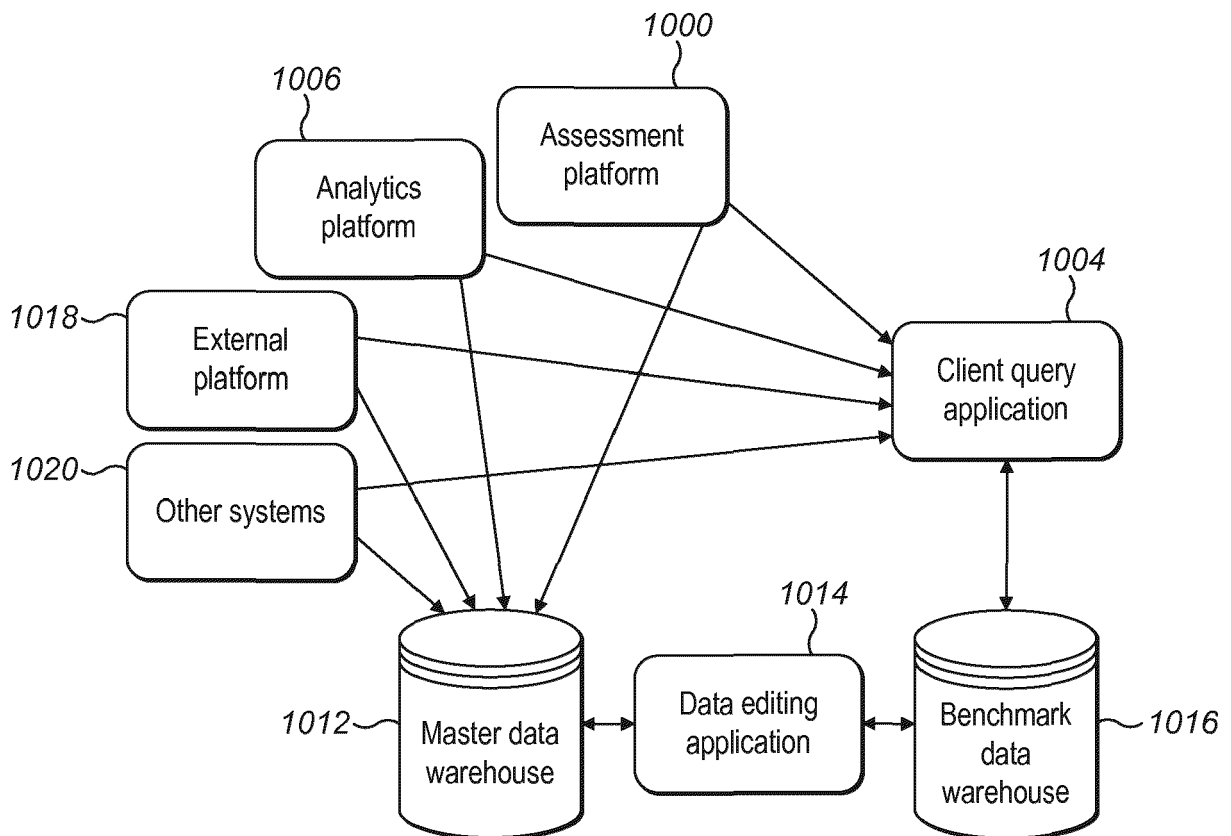 1000
Assessment
platform
1006
Analytics
platform
1004
Client query
application
1018
External
platform
1020
Other systems
1012
Master data
warehouse
1014
Data editing
application
1016
Benchmark
data
warehouse